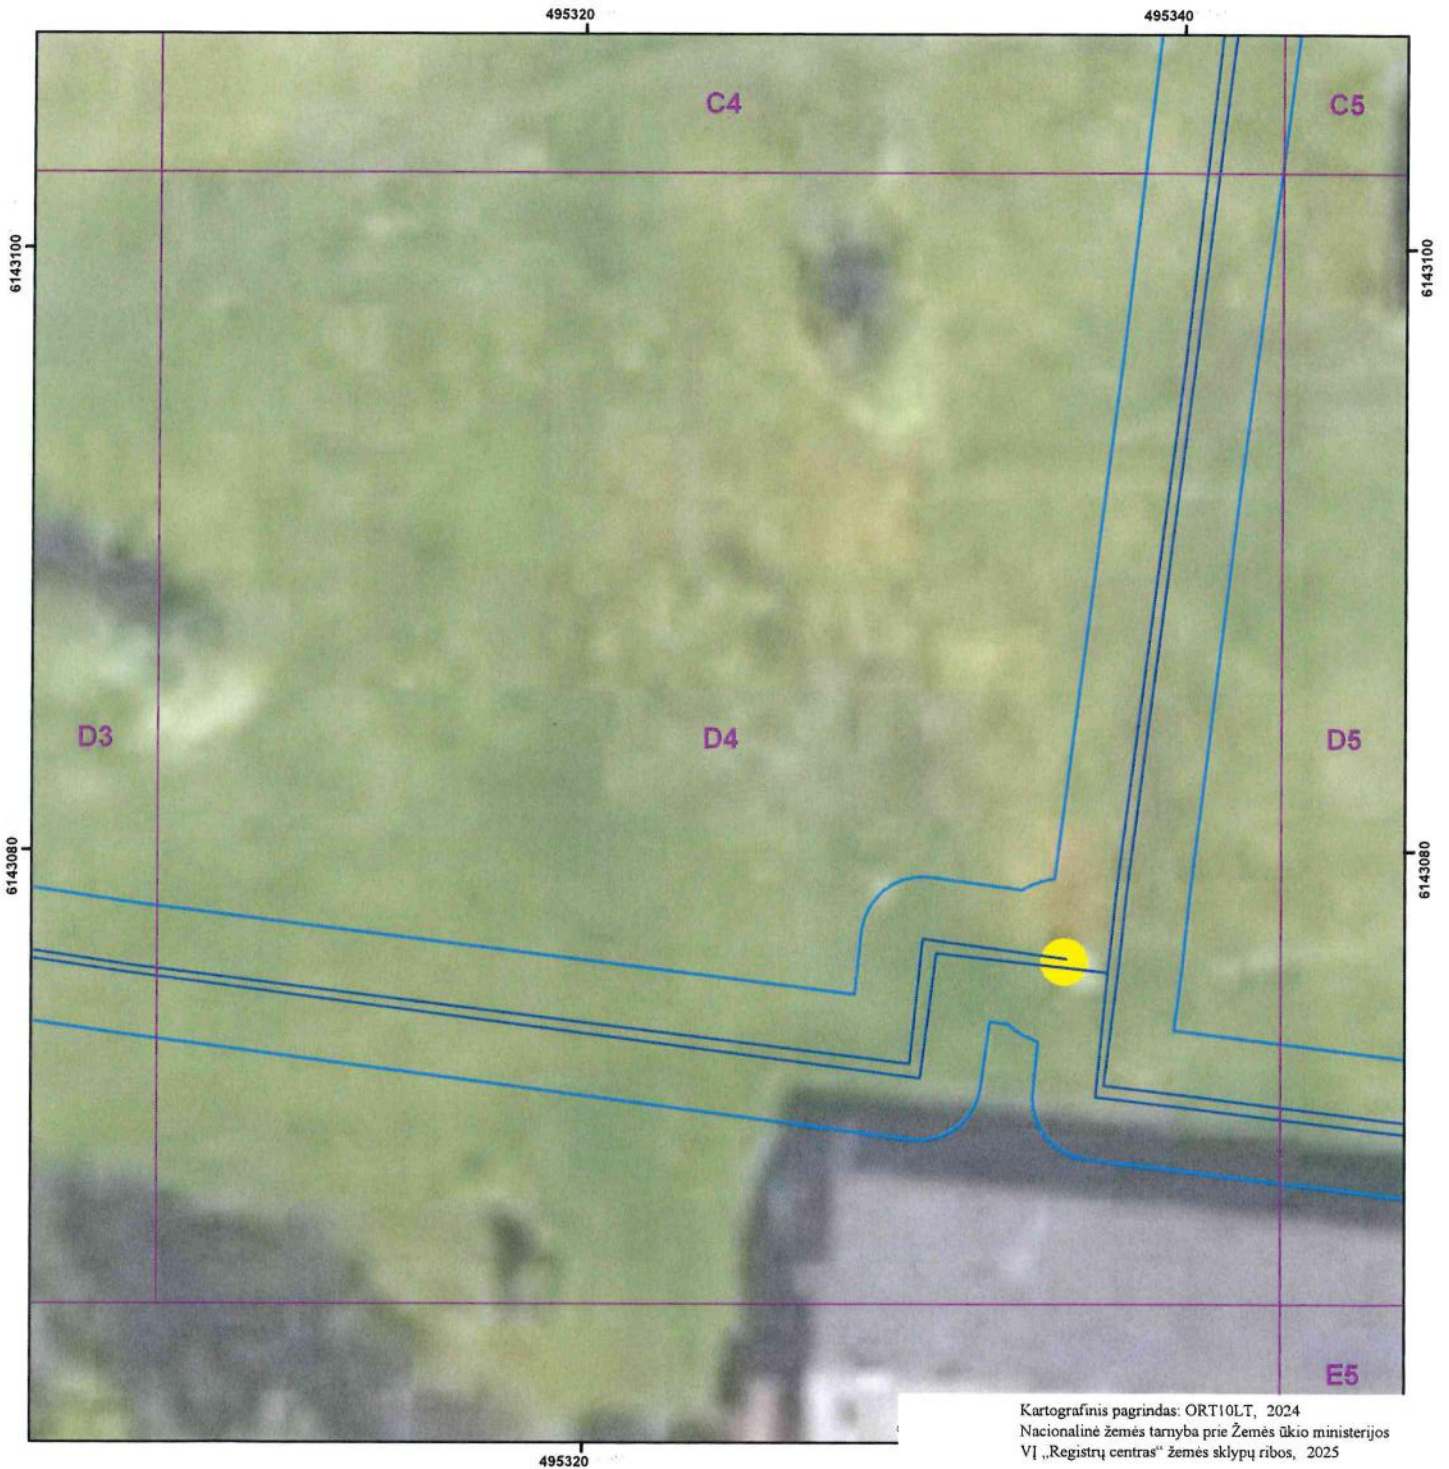 495320
495340
C4
C5
6143100
6143100
D3
D4
D5
6143080
6143080
E5
495320
Kartografinis pagrindas: ORT10LT, 2024
Nacionalinė žemės tarnyba prie Žemės ūkio ministerijos
VĮ „Registrų centras“ žemės sklypų ribos, 2025